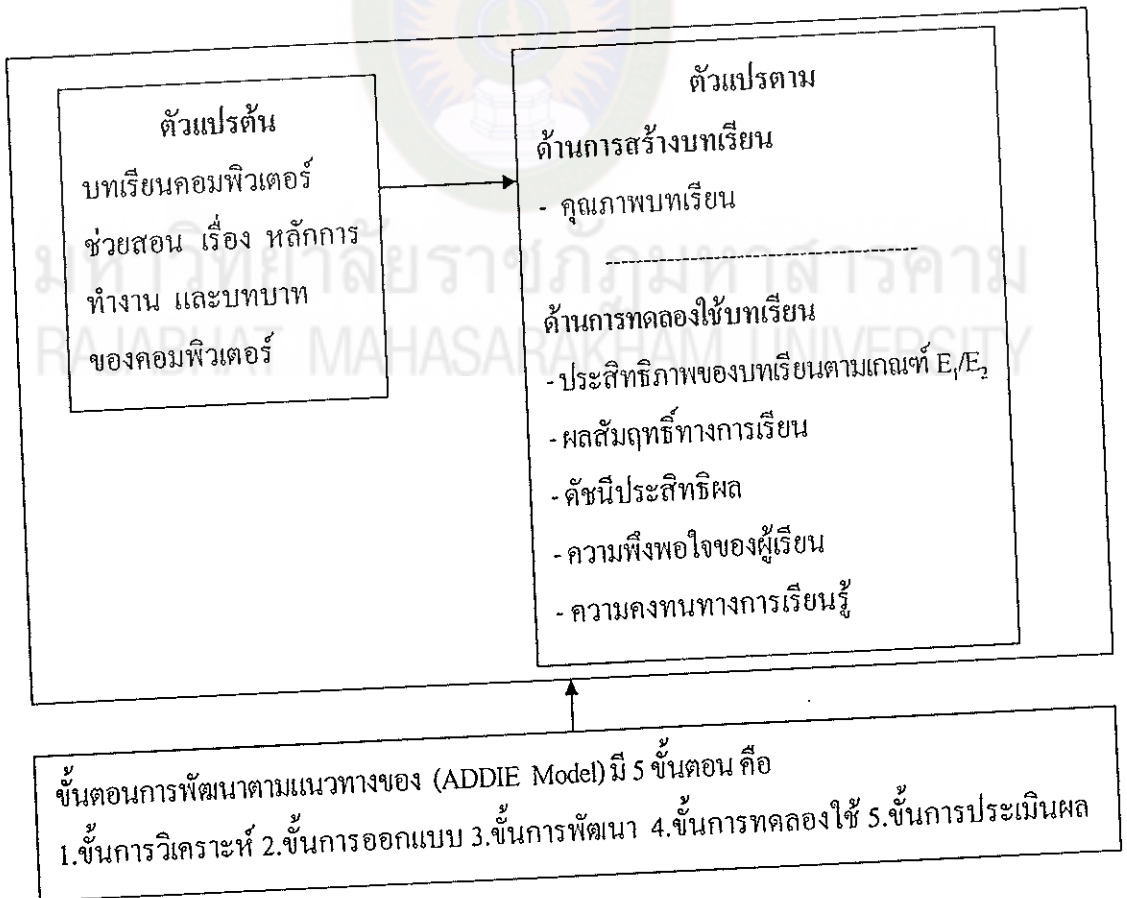 ตัวแปรต้น
บทเรียนคอมพิวเตอร์
ช่วยสอน เรื่อง หลักการ
ทำงาน และบทบาท
ของคอมพิวเตอร์
ตัวแปรตาม
ด้านการสร้างบทเรียน
- คุณภาพบทเรียน
----------------------------------------
ด้านการทดลองใช้บทเรียน
- ประสิทธิภาพของบทเรียนตามเกณฑ์ E₁/E₂
- ผลสัมฤทธิ์ทางการเรียน
- ดัชนีประสิทธิผล
- ความพึงพอใจของผู้เรียน
- ความคงทนทางการเรียนรู้
มหาวิทยาลัยราชภัฏมหาสารคาม
RAJABHAT MAHASARAKHAM UNIVERSITY
ขั้นตอนการพัฒนาตามแนวทางของ (ADDIE Model) มี 5 ขั้นตอน คือ
1.ขั้นการวิเคราะห์ 2.ขั้นการออกแบบ 3.ขั้นการพัฒนา 4.ขั้นการทดลองใช้ 5.ขั้นการประเมินผล